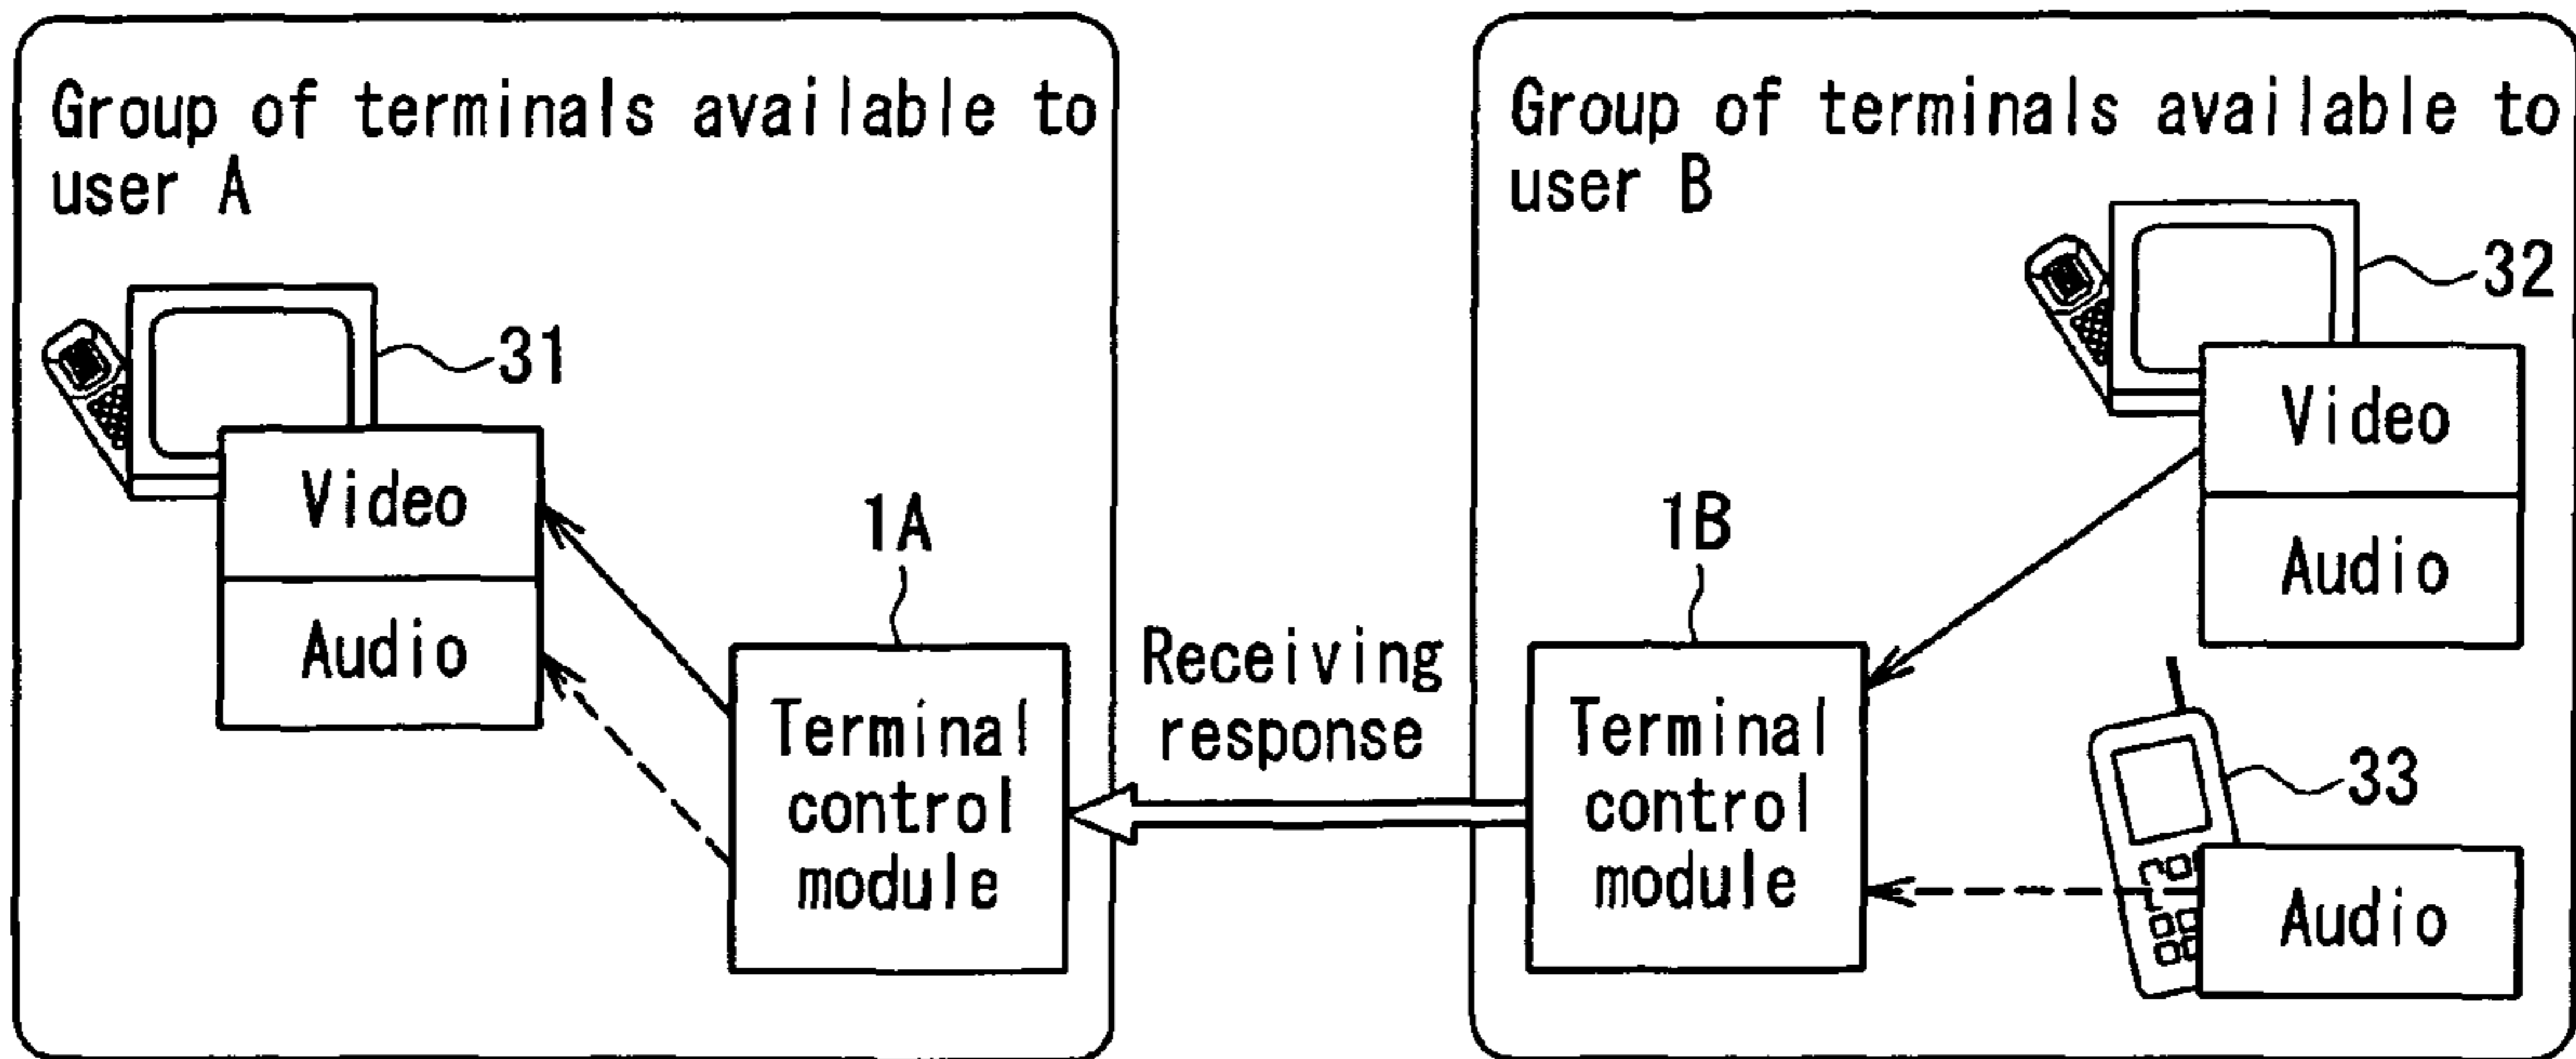 Group of terminals available to
user A
31
Video
Audio
1A
Terminal
control
module
Receiving
response
Group of terminals available to
user B
32
Video
Audio
1B
Terminal
control
module
33
Audio